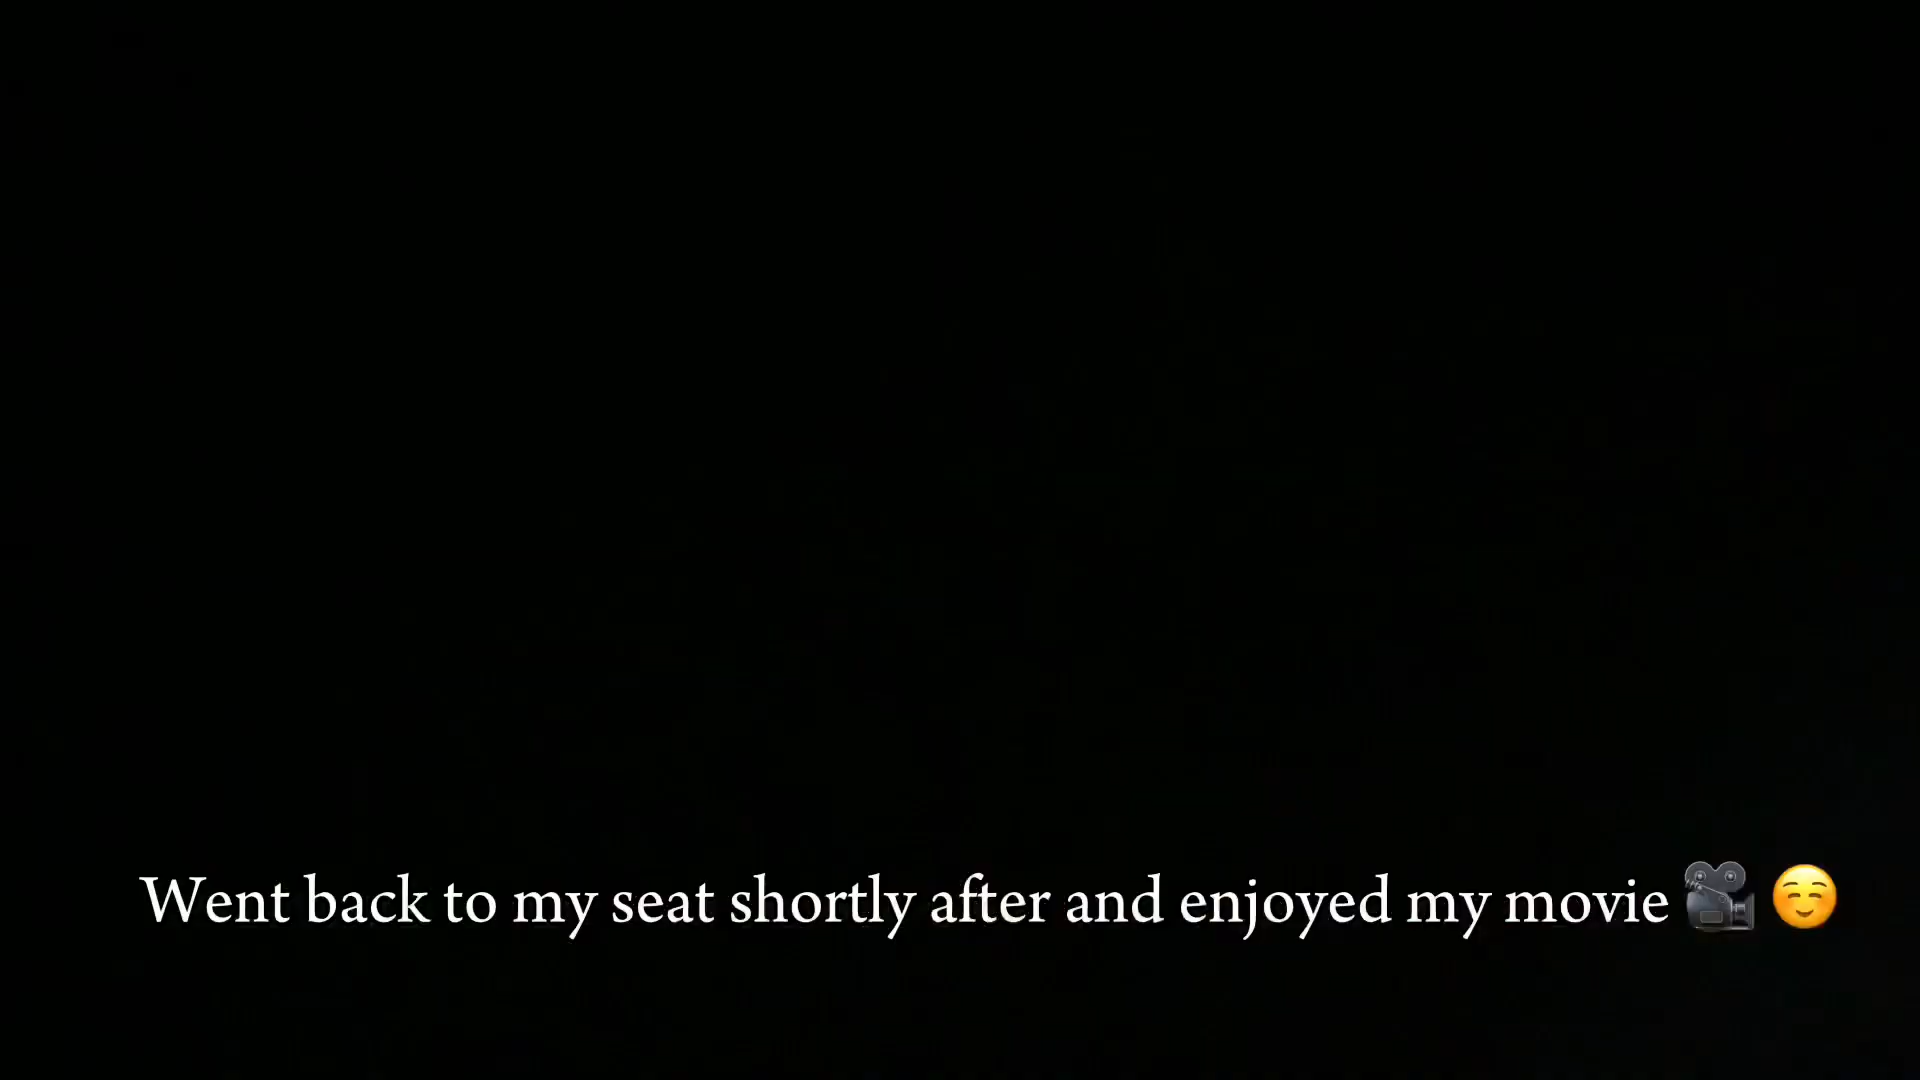 Went back to my seat shortly after and enjoyed my movie 🎥 ☺️